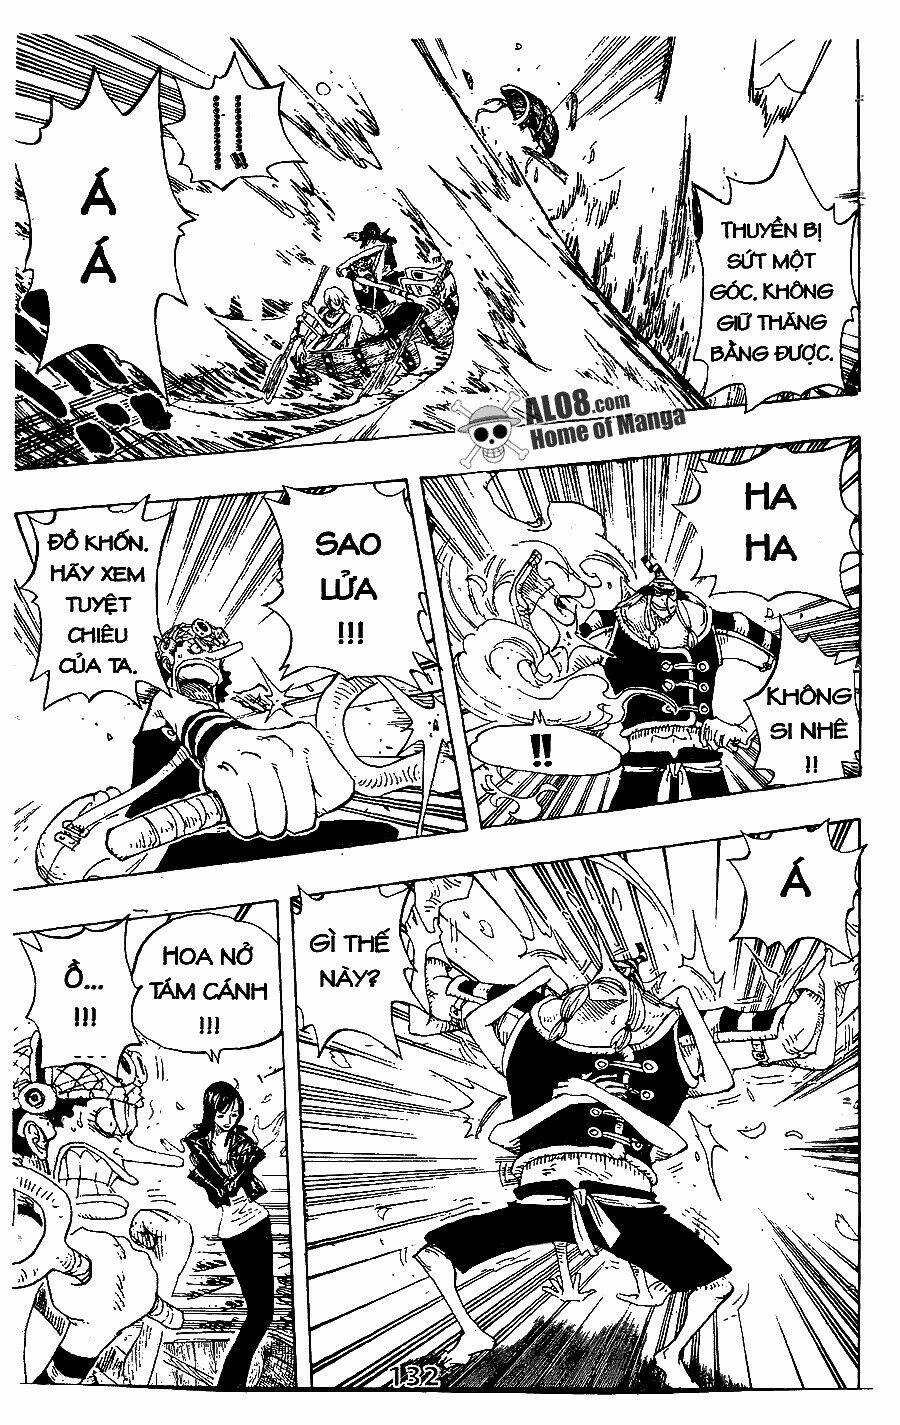 THUYỀN BỊ
SỨT MỘT
GÓC, KHÔNG
GIỮ THĂNG
BẰNG ĐƯỢC.
.............!!!
Á
Á
AL08.com
Home of Manga
HA
HA
KHÔNG
SI NHÊ
!!
!!
SAO
LỬA
!!!
ĐỒ KHỐN.
HÃY XEM
TUYỆT
CHIÊU
CỦA TA.
Á
GÌ THẾ
NÀY?
HOA NỞ
TÁM CÁNH
!!!
Ồ...
!!!
132